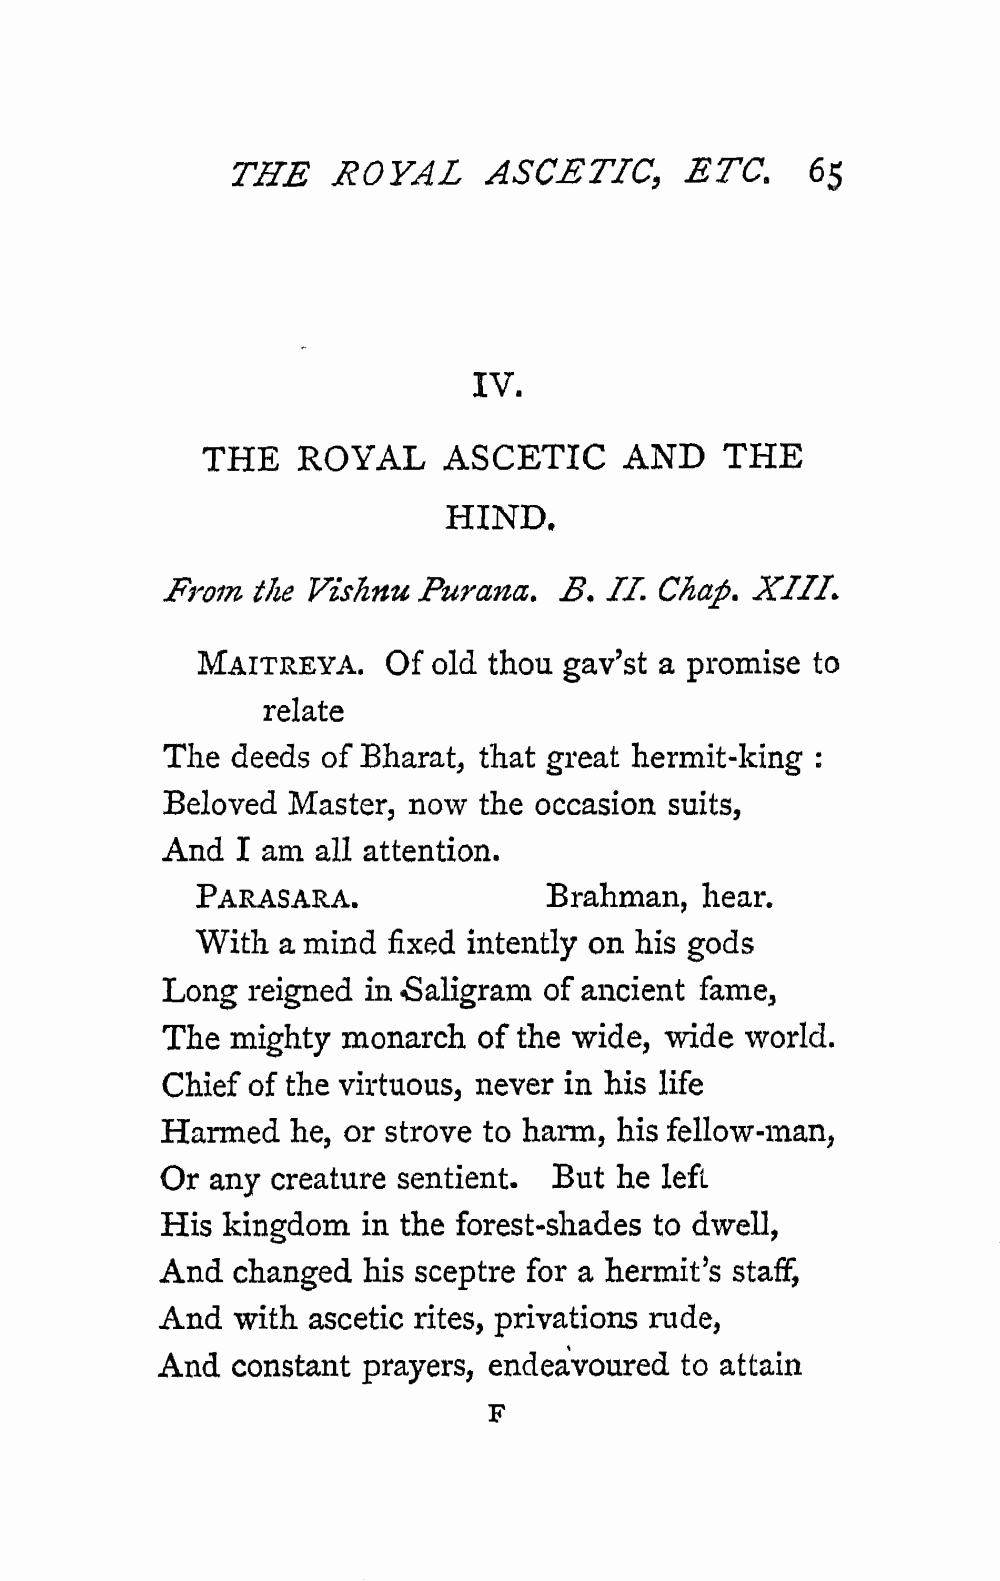 THE ROYAL ASCETIC, ETC. 65
IV.
THE ROYAL ASCETIC AND THE
HIND.
From the Vishnu Purana. B. II. Chap. XIII.
MAITREYA. Of old thou gav'st a promise to
relate
The deeds of Bharat, that great hermit-king :
Beloved Master, now the occasion suits,
And I am all attention.
PARASARA. Brahman, hear.
With a mind fixed intently on his gods
Long reigned in Saligram of ancient fame,
The mighty monarch of the wide, wide world.
Chief of the virtuous, never in his life
Harmed he, or strove to harm, his fellow-man,
Or any creature sentient. But he left
His kingdom in the forest-shades to dwell,
And changed his sceptre for a hermit's staff,
And with ascetic rites, privations rude,
And constant prayers, endeavoured to attain
F